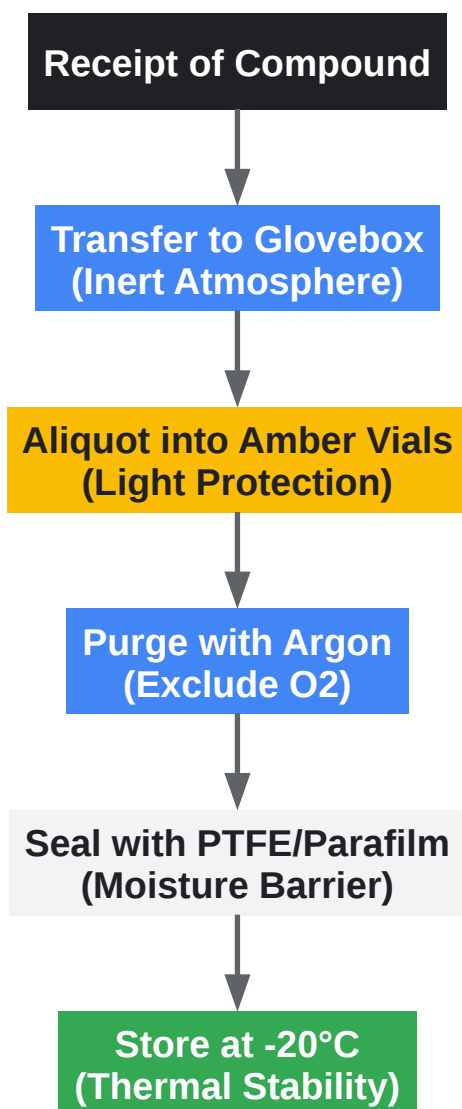 Receipt of Compound
Transfer to Glovebox
(Inert Atmosphere)
Aliquot into Amber Vials
(Light Protection)
Purge with Argon
(Exclude O2)
Seal with PTFE/Parafilm
(Moisture Barrier)
Store at -20°C
(Thermal Stability)